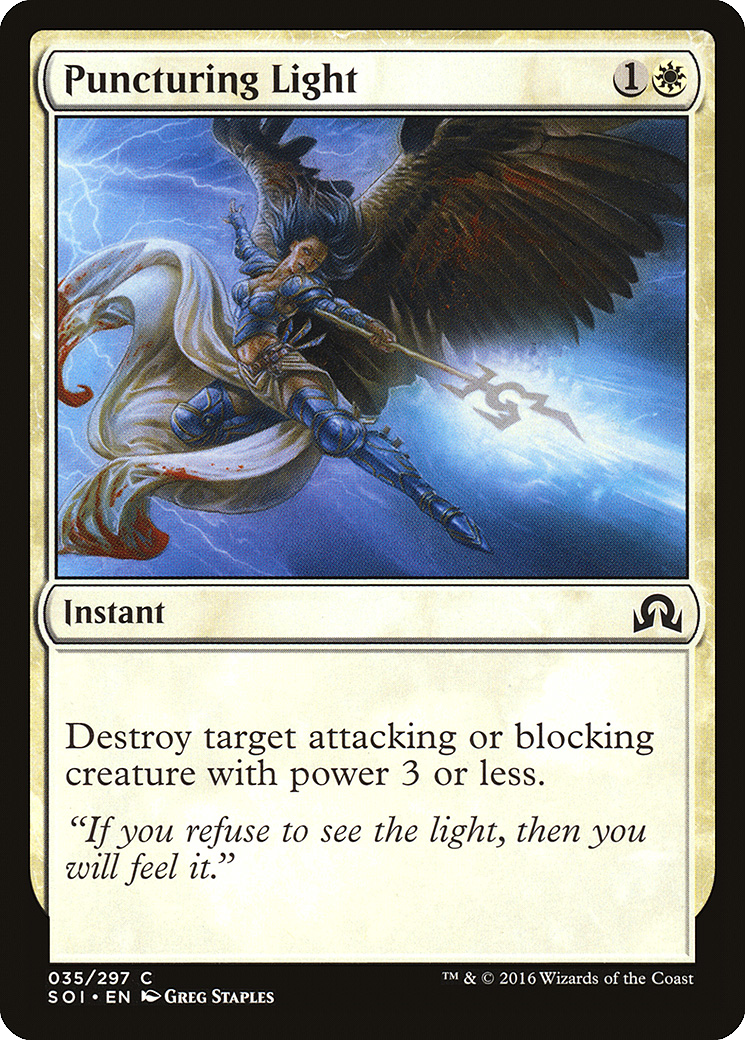 Puncturing Light 1
Instant
Destroy target attacking or blocking
creature with power 3 or less.
“If you refuse to see the light, then you
will feel it.”
035/297 C
SOI • EN Greg Staples
™ & © 2016 Wizards of the Coast